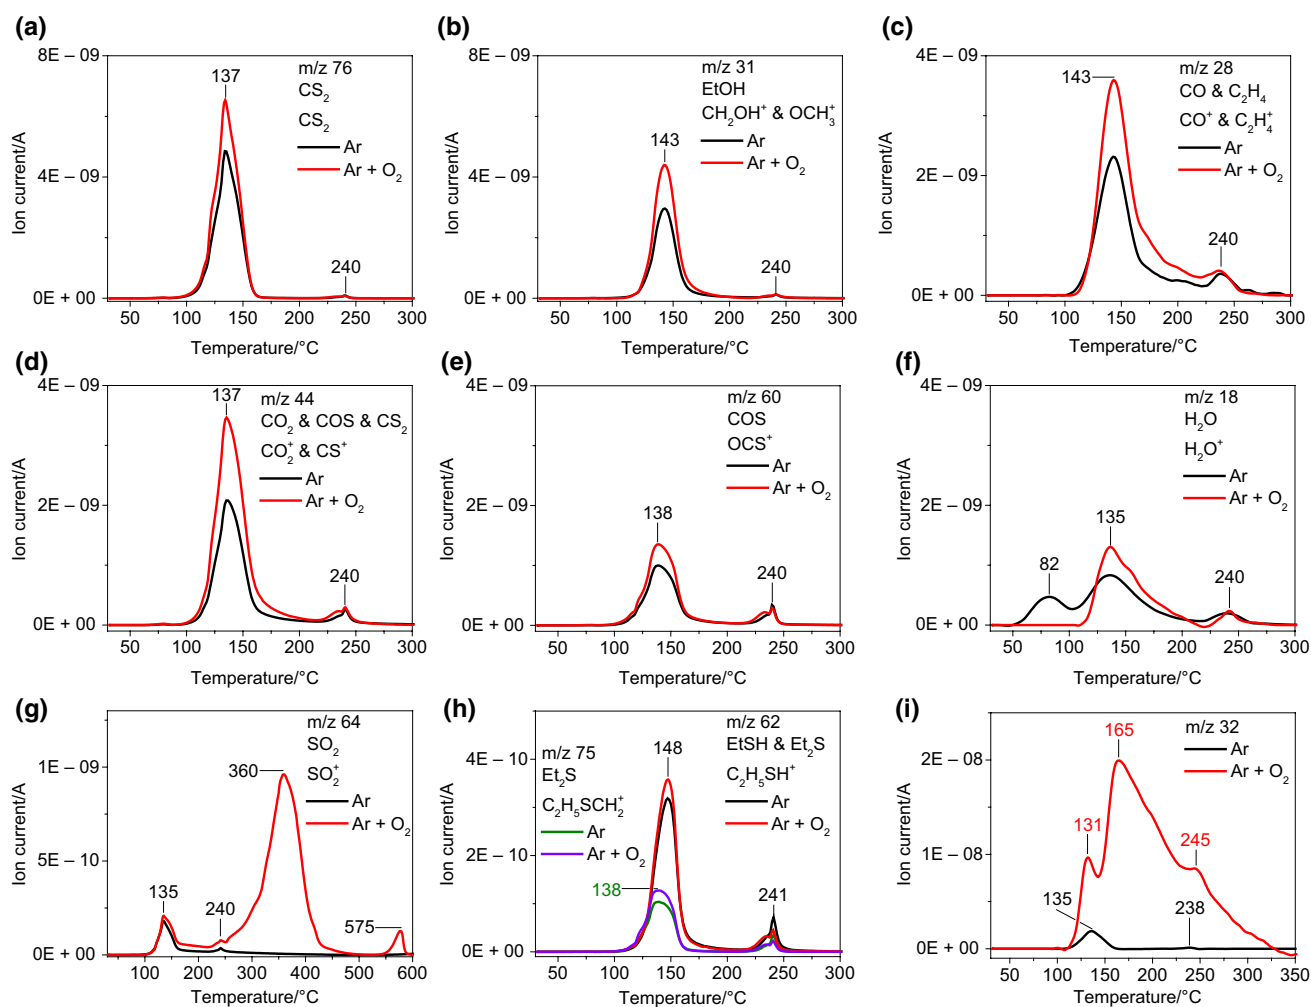 (a)
8E – 09
4E – 09
0E + 00
Ion current/A
137
240
m/z 76
CS₂
CS₂
Ar
Ar + O₂
50 100 150 200 250 300
Temperature/°C
(b)
8E – 09
4E – 09
0E + 00
Ion current/A
143
240
m/z 31
EtOH
CH₂OH⁺ & OCH₃⁺
Ar
Ar + O₂
50 100 150 200 250 300
Temperature/°C
(c)
4E – 09
2E – 09
0E + 00
Ion current/A
143
240
m/z 28
CO & C₂H₄
CO⁺ & C₂H₄⁺
Ar
Ar + O₂
50 100 150 200 250 300
Temperature/°C
(d)
4E – 09
2E – 09
0E + 00
Ion current/A
137
240
m/z 44
CO₂ & COS & CS₂
CO₂⁺ & CS⁺
Ar
Ar + O₂
50 100 150 200 250 300
Temperature/°C
(e)
4E – 09
2E – 09
0E + 00
Ion current/A
138
240
m/z 60
COS
OCS⁺
Ar
Ar + O₂
50 100 150 200 250 300
Temperature/°C
(f)
4E – 09
2E – 09
0E + 00
Ion current/A
82
135
240
m/z 18
H₂O
H₂O⁺
Ar
Ar + O₂
50 100 150 200 250 300
Temperature/°C
(g)
1E – 09
5E – 10
0E + 00
Ion current/A
135
240
360
575
m/z 64
SO₂
SO₂⁺
Ar
Ar + O₂
100 200 300 400 500 600
Temperature/°C
(h)
4E – 10
2E – 10
0E + 00
Ion current/A
m/z 75
Et₂S
C₂H₅SCH₂⁺
Ar
Ar + O₂
138
148
241
m/z 62
EtSH & Et₂S
C₂H₅SH⁺
Ar
Ar + O₂
50 100 150 200 250 300
Temperature/°C
(i)
2E – 08
1E – 08
0E + 00
Ion current/A
165
131
245
135
238
m/z 32
Ar
Ar + O₂
50 100 150 200 250 300 350
Temperature/°C